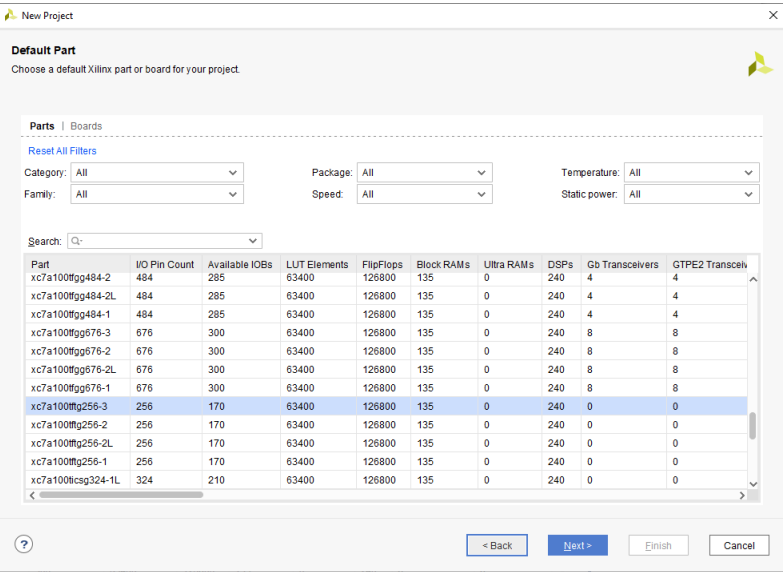 New Project
Default Part
Choose a default Xilinx part or board for your project.
Parts | Boards
Reset All Filters
Category: All Package: All Temperature: All
Family: All Speed: All Static power: All
Search: Q-
Part I/O Pin Count Available IOBs LUT Elements FlipFlops Block RAMs Ultra RAMs DSPs Gb Transceivers GTPE2 Transceiv
xc7a100tfgg484-2 484 285 63400 126800 135 0 240 4 4
xc7a100tfgg484-2L 484 285 63400 126800 135 0 240 4 4
xc7a100tfgg484-1 484 285 63400 126800 135 0 240 4 4
xc7a100tfgg676-3 676 300 63400 126800 135 0 240 8 8
xc7a100tfgg676-2 676 300 63400 126800 135 0 240 8 8
xc7a100tfgg676-2L 676 300 63400 126800 135 0 240 8 8
xc7a100tfgg676-1 676 300 63400 126800 135 0 240 8 8
xc7a100tftg256-3 256 170 63400 126800 135 0 240 0 0
xc7a100tftg256-2 256 170 63400 126800 135 0 240 0 0
xc7a100tftg256-2L 256 170 63400 126800 135 0 240 0 0
xc7a100tftg256-1 256 170 63400 126800 135 0 240 0 0
xc7a100ticsg324-1L 324 210 63400 126800 135 0 240 0 0
? < Back Next > Finish Cancel